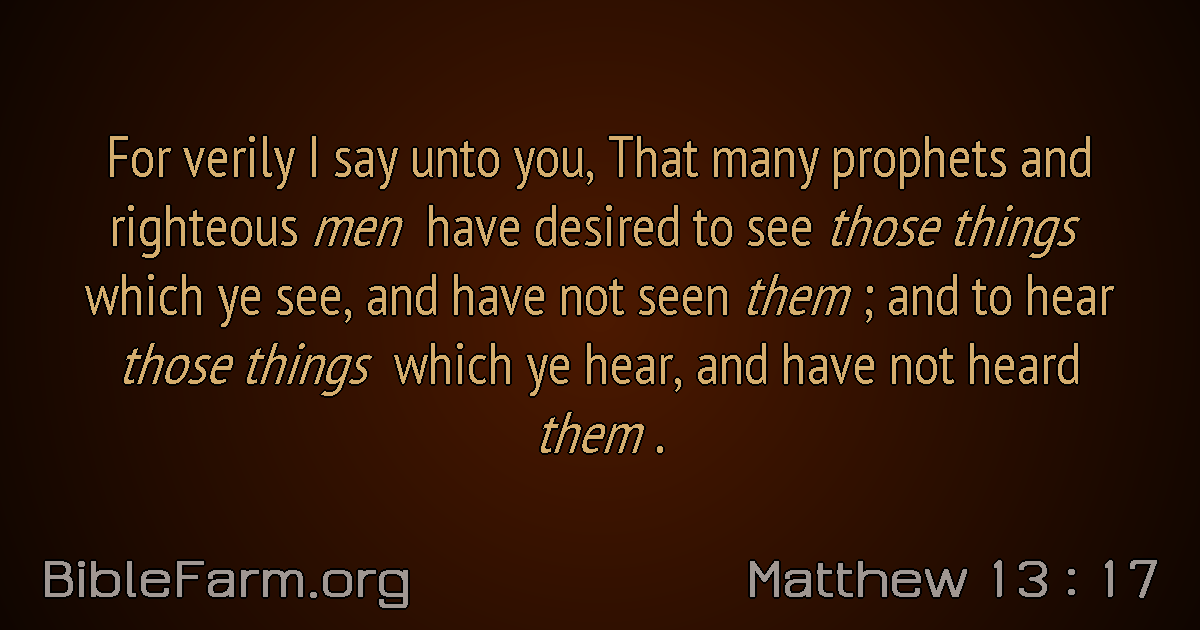 For verily I say unto you, That many prophets and
righteous men have desired to see those things
which ye see, and have not seen them ; and to hear
those things which ye hear, and have not heard
them .
BibleFarm.org
Matthew 13 : 17